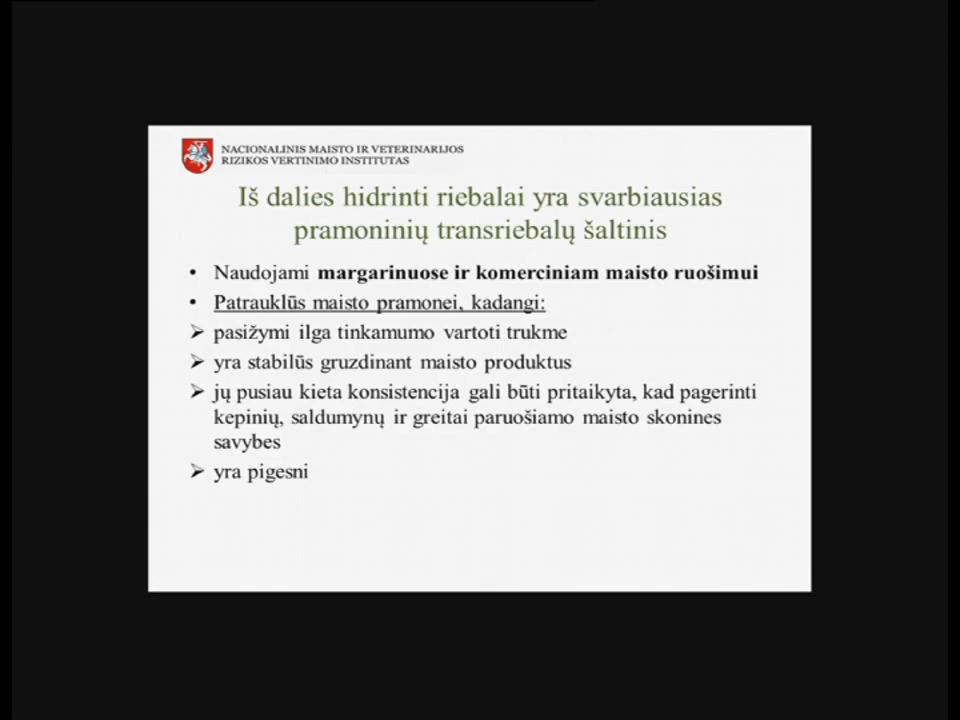 NACIONALINIS MAISTO IR VETERINARIJOS
RIZIKOS VERTINIMO INSTITUTAS
Iš dalies hidrinti riebalai yra svarbiausias
pramoninių transriebalų šaltinis
• Naudojami margarinuose ir komerciniam maisto ruošimui
• Patrauklūs maisto pramonei, kadangi:
➢ pasižymi ilga tinkamumo vartoti trukme
➢ yra stabilūs gruzdinant maisto produktus
➢ jų pusiau kieta konsistencija gali būti pritaikyta, kad pagerinti
kepinių, saldumynų ir greitai paruošiamo maisto skonines
savybes
➢ yra pigesni